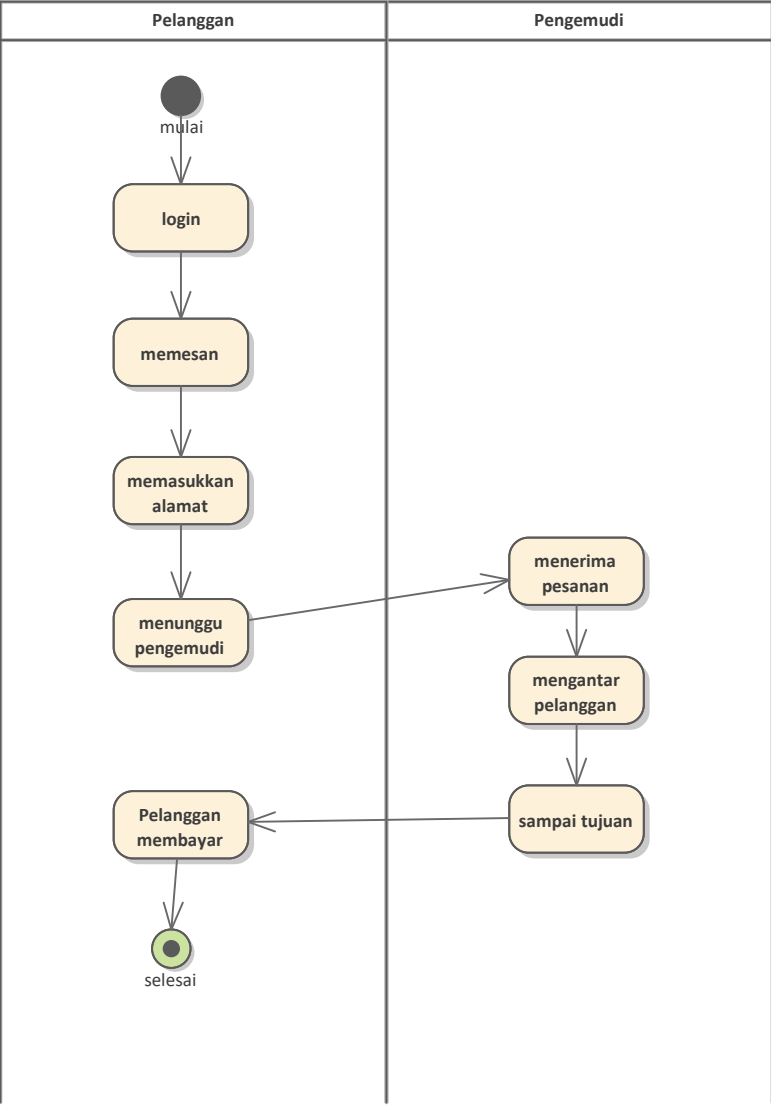 Pelanggan
Pengemudi
mulai
login
memesan
memasukkan
alamat
menunggu
pengemudi
menerima
pesanan
mengantar
pelanggan
sampai tujuan
Pelanggan
membayar
selesai